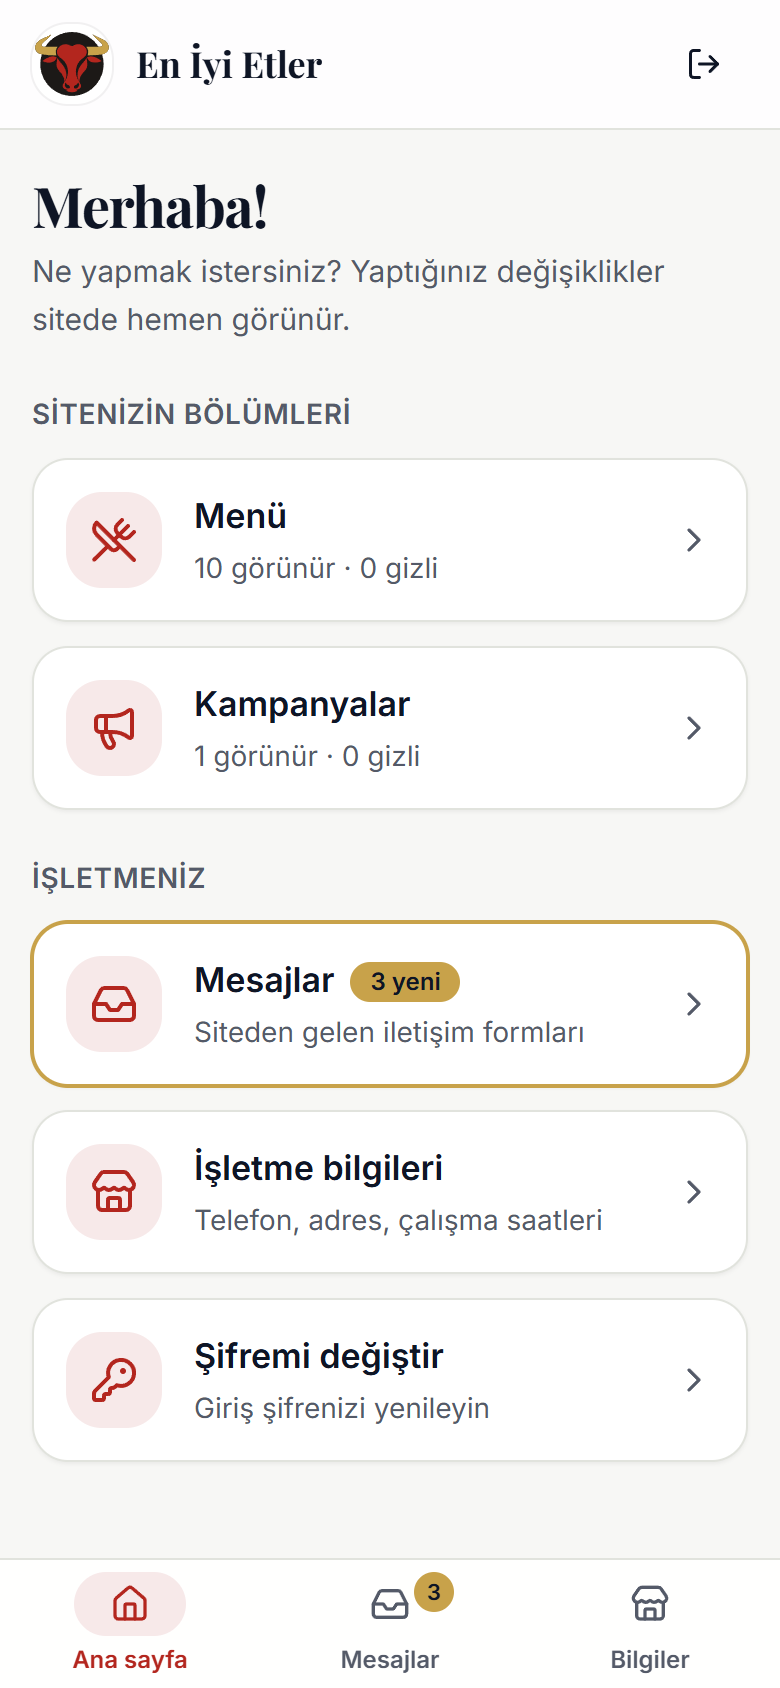 En İyi Etler
Merhaba!
Ne yapmak istersiniz? Yaptığınız değişiklikler
sitede hemen görünür.
SİTENİZİN BÖLÜMLERİ
Menü
10 görünür · 0 gizli
Kampanyalar
1 görünür · 0 gizli
İŞLETMENİZ
Mesajlar 3 yeni
Siteden gelen iletişim formları
İşletme bilgileri
Telefon, adres, çalışma saatleri
Şifremi değiştir
Giriş şifrenizi yenileyin
3
Ana sayfa Mesajlar Bilgiler